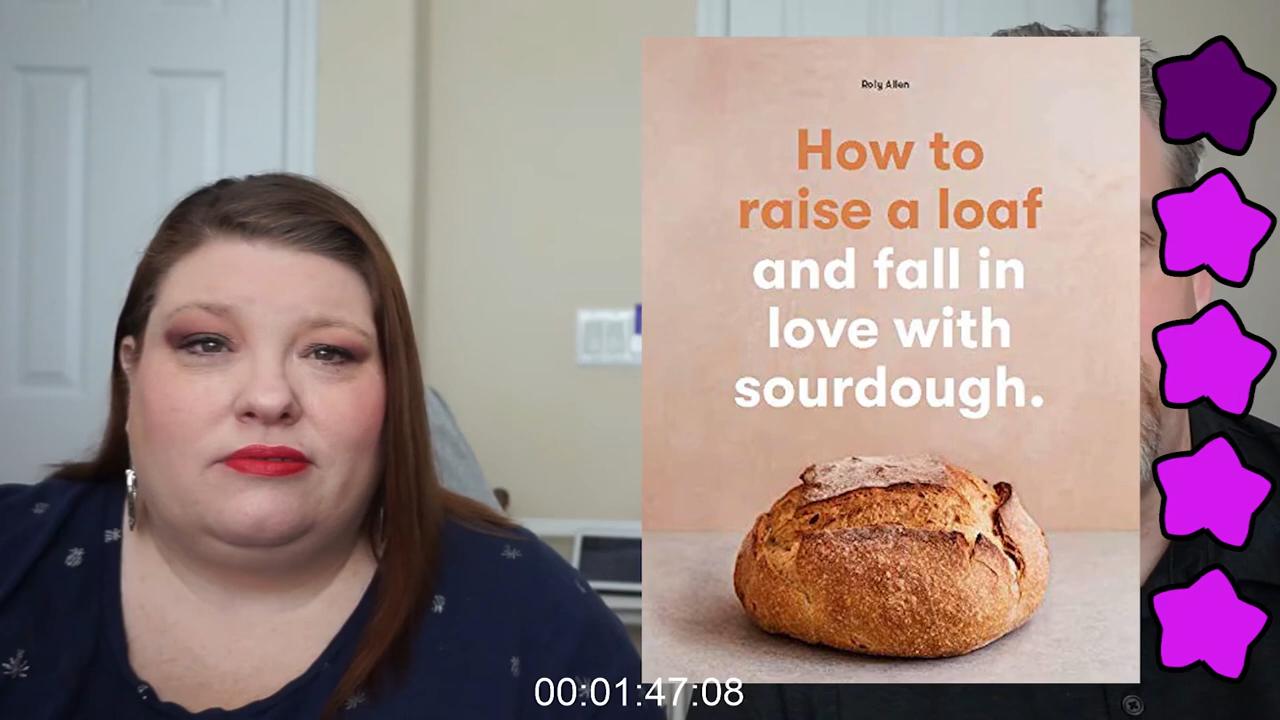 Roly Allen
How to
raise a loaf
and fall in
love with
sourdough.
00:01:47:08